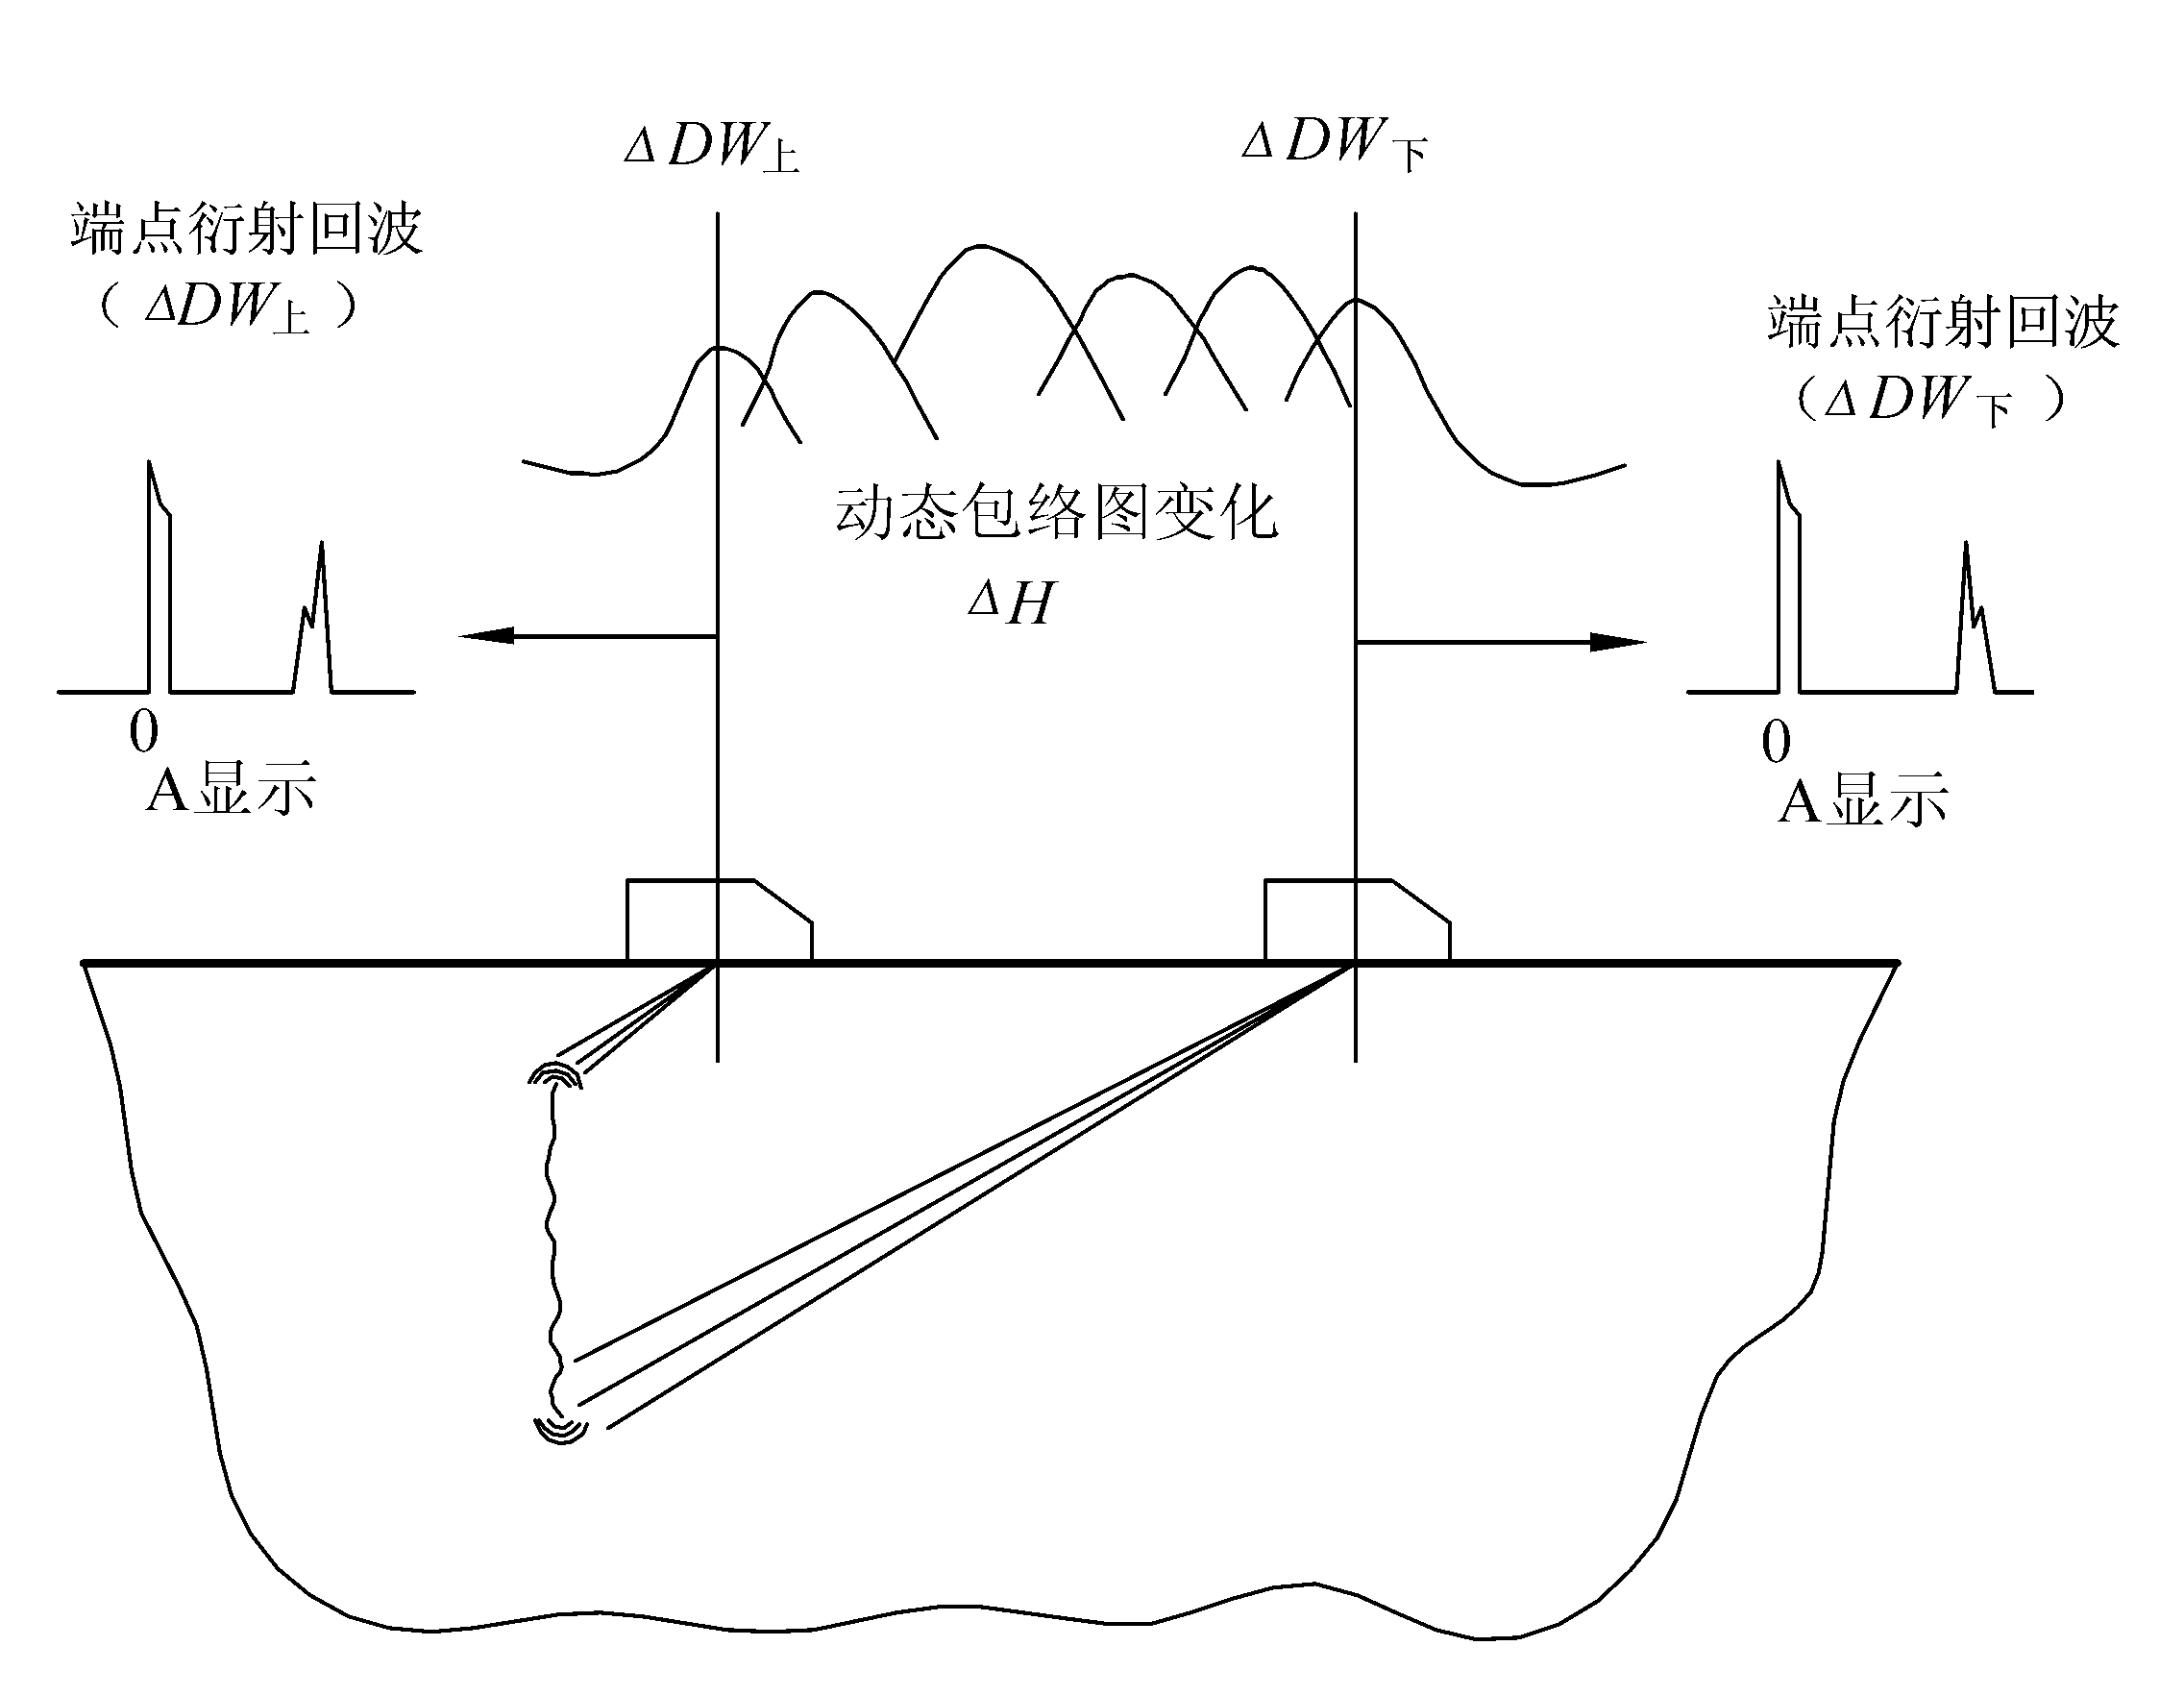 ΔDW上
ΔDW下
端点衍射回波
（ΔDW上）
端点衍射回波
（ΔDW下）
动态包络图变化
ΔH
0
A显示
0
A显示